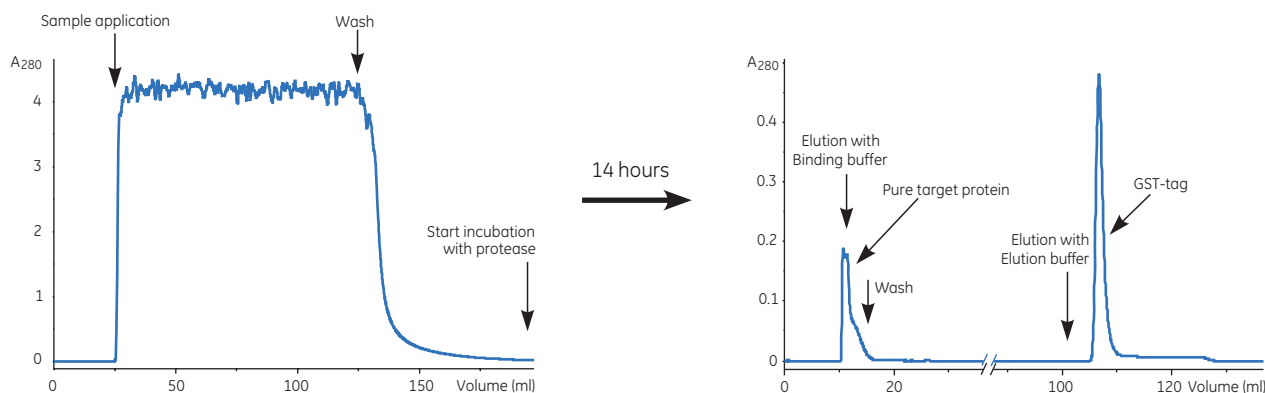 Sample application
Wash
A280
4
3
2
1
0
Start incubation
with protease
0
50
100
150
Volume (ml)
14 hours
A280
0.4
0.3
0.2
0.1
0
Elution with
Binding buffer
Pure target protein
Wash
Elution with
Elution buffer
GST-tag
0
20
100
120
Volume (ml)